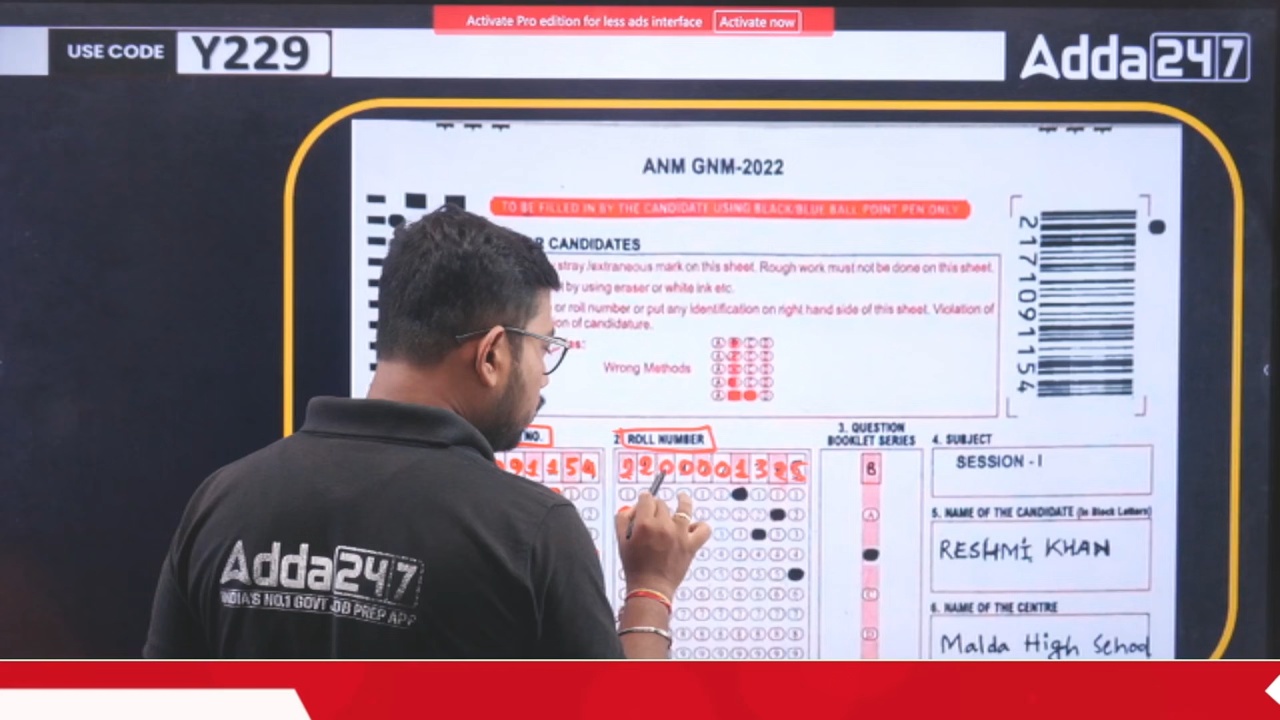 Activate Pro edition for less ads interface Activate now
USE CODE Y229
Adda247
ANM GNM-2022
TO BE FILLED IN BY THE CANDIDATE USING BLACK/BLUE BALL POINT PEN ONLY
CANDIDATES
stray /extraneous mark on this sheet. Rough work must not be done on this sheet.
by using eraser or white ink etc.
or roll number or put any identification on right hand side of this sheet. Violation of
of candidature.
Wrong Methods
2171091154
NO.
2 ROLL NUMBER
3. QUESTION
BOOKLET SERIES
4. SUBJECT
91154
B
SESSION - I
5. NAME OF THE CANDIDATE (In Block Letters)
RESHMI KHAN
6. NAME OF THE CENTRE
Malda High School
Adda247
INDIA'S NO.1 GOVT JOB PREP APP